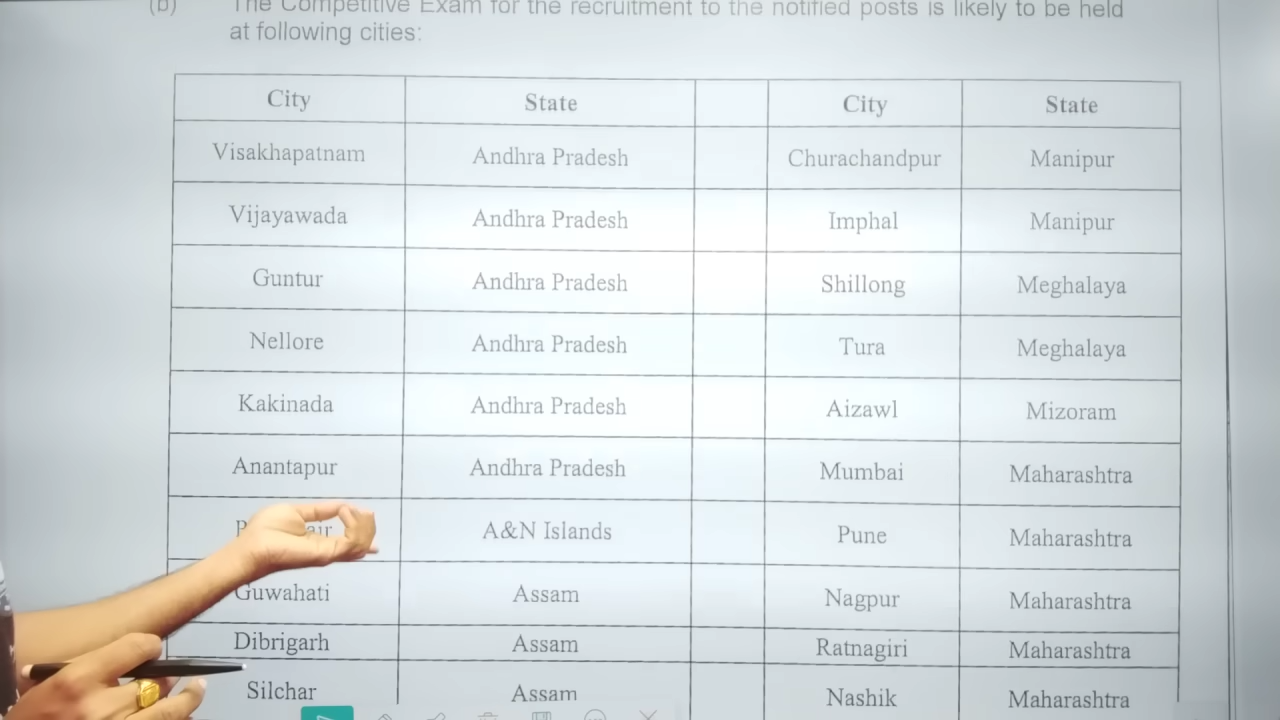 (b) The Competitive Exam for the recruitment to the notified posts is likely to be held
at following cities:
City State City State
Visakhapatnam Andhra Pradesh Churachandpur Manipur
Vijayawada Andhra Pradesh Imphal Manipur
Guntur Andhra Pradesh Shillong Meghalaya
Nellore Andhra Pradesh Tura Meghalaya
Kakinada Andhra Pradesh Aizawl Mizoram
Anantapur Andhra Pradesh Mumbai Maharashtra
A&N Islands Pune Maharashtra
Guwahati Assam Nagpur Maharashtra
Dibrigarh Assam Ratnagiri Maharashtra
Silchar Assam Nashik Maharashtra